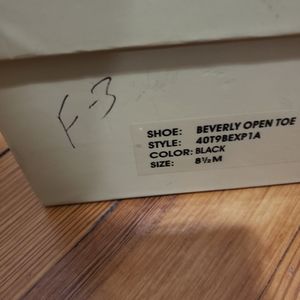 F-3
SHOE: BEVERLY OPEN TOE
STYLE: 40T9BEXP1A
COLOR: BLACK
SIZE: 8½M